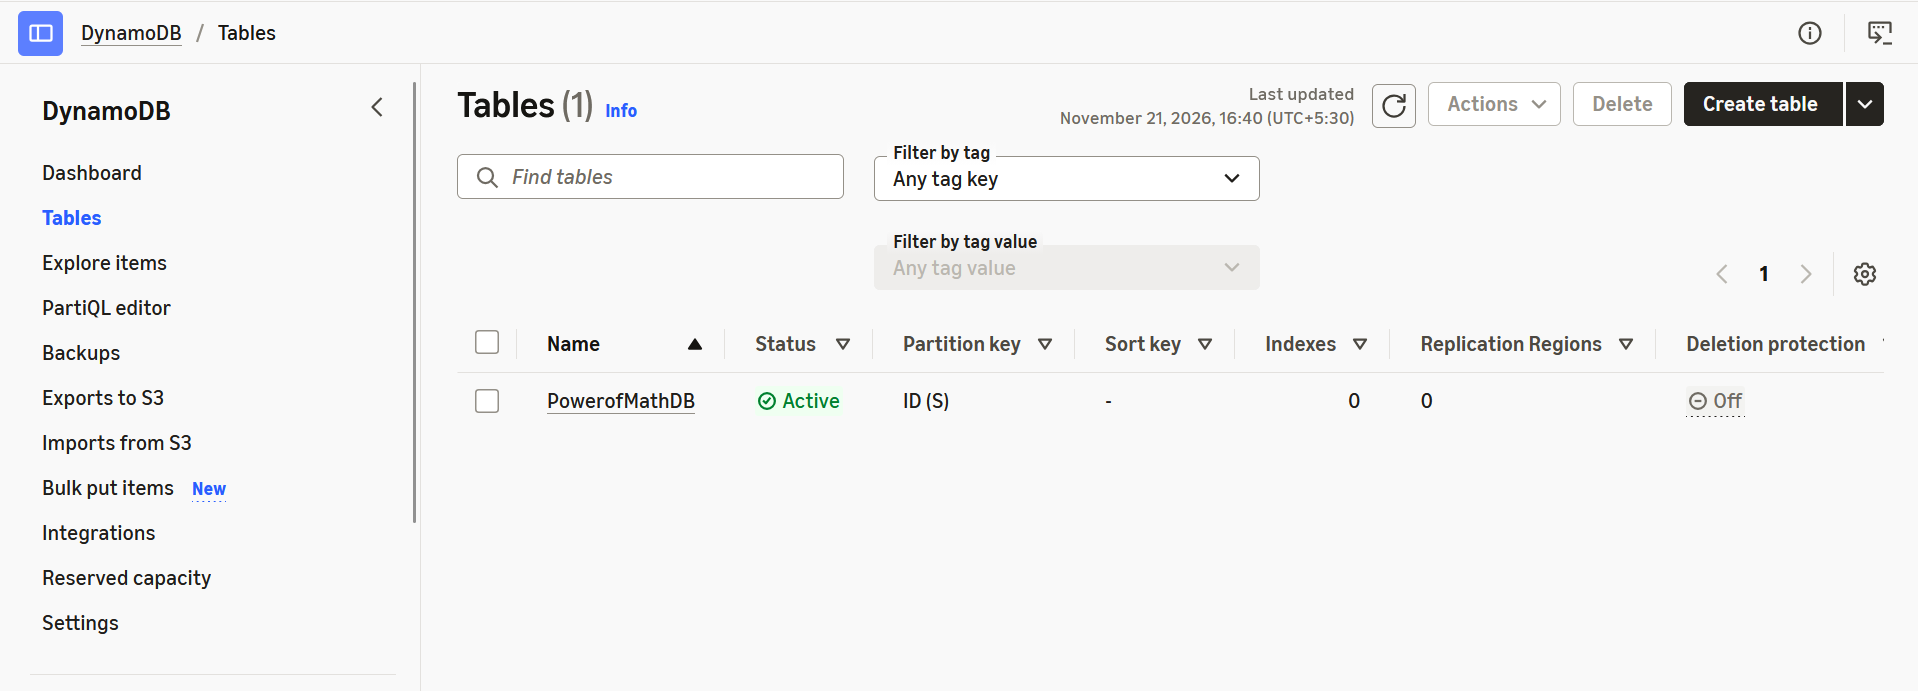 DynamoDB / Tables
DynamoDB
Dashboard
Tables
Explore items
PartiQL editor
Backups
Exports to S3
Imports from S3
Bulk put items New
Integrations
Reserved capacity
Settings
Tables (1) Info
Last updated
November 21, 2026, 16:40 (UTC+5:30)
Actions
Delete
Create table
Find tables
Filter by tag
Any tag key
Filter by tag value
Any tag value
1
Name Status Partition key Sort key Indexes Replication Regions Deletion protection
PowerofMathDB Active ID (S) - 0 0 Off